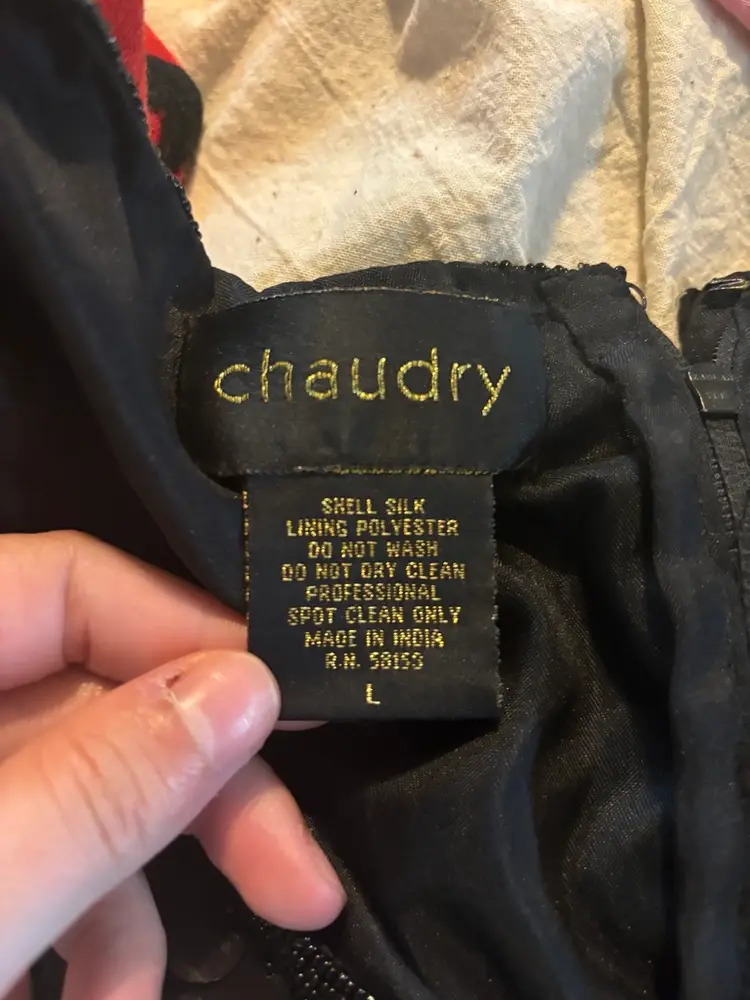 chaudry
SHELL SILK
LINING POLYESTER
DO NOT WASH
DO NOT DRY CLEAN
PROFESSIONAL
SPOT CLEAN ONLY
MADE IN INDIA
R.N. 58155
L